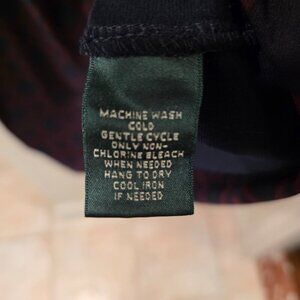 MACHINE WASH
COLD
GENTLE CYCLE
ONLY NON-
CHLORINE BLEACH
WHEN NEEDED
HANG TO DRY
COOL IRON
IF NEEDED